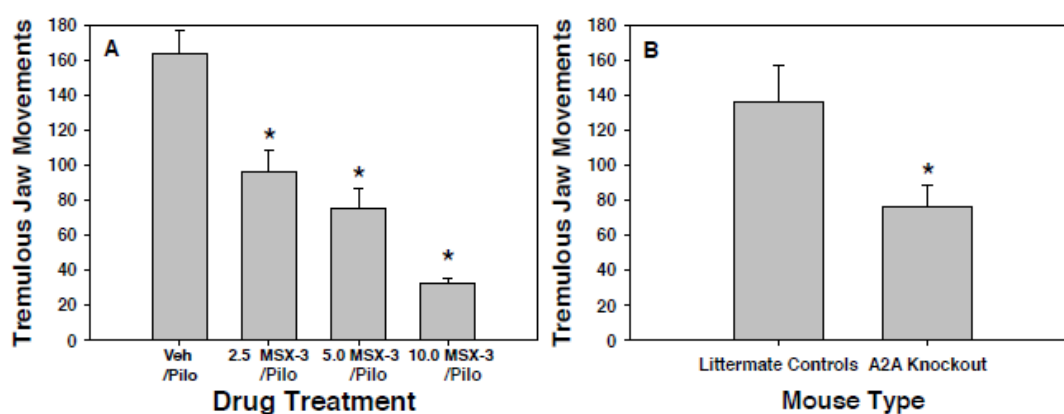 Tremulous Jaw Movements
180
160
140
120
100
80
60
40
20
0
A
*
*
*
Veh /Pilo
2.5 MSX-3 /Pilo
5.0 MSX-3 /Pilo
10.0 MSX-3 /Pilo
Drug Treatment
Tremulous Jaw Movements
180
160
140
120
100
80
60
40
20
0
B
*
Littermate Controls
A2A Knockout
Mouse Type